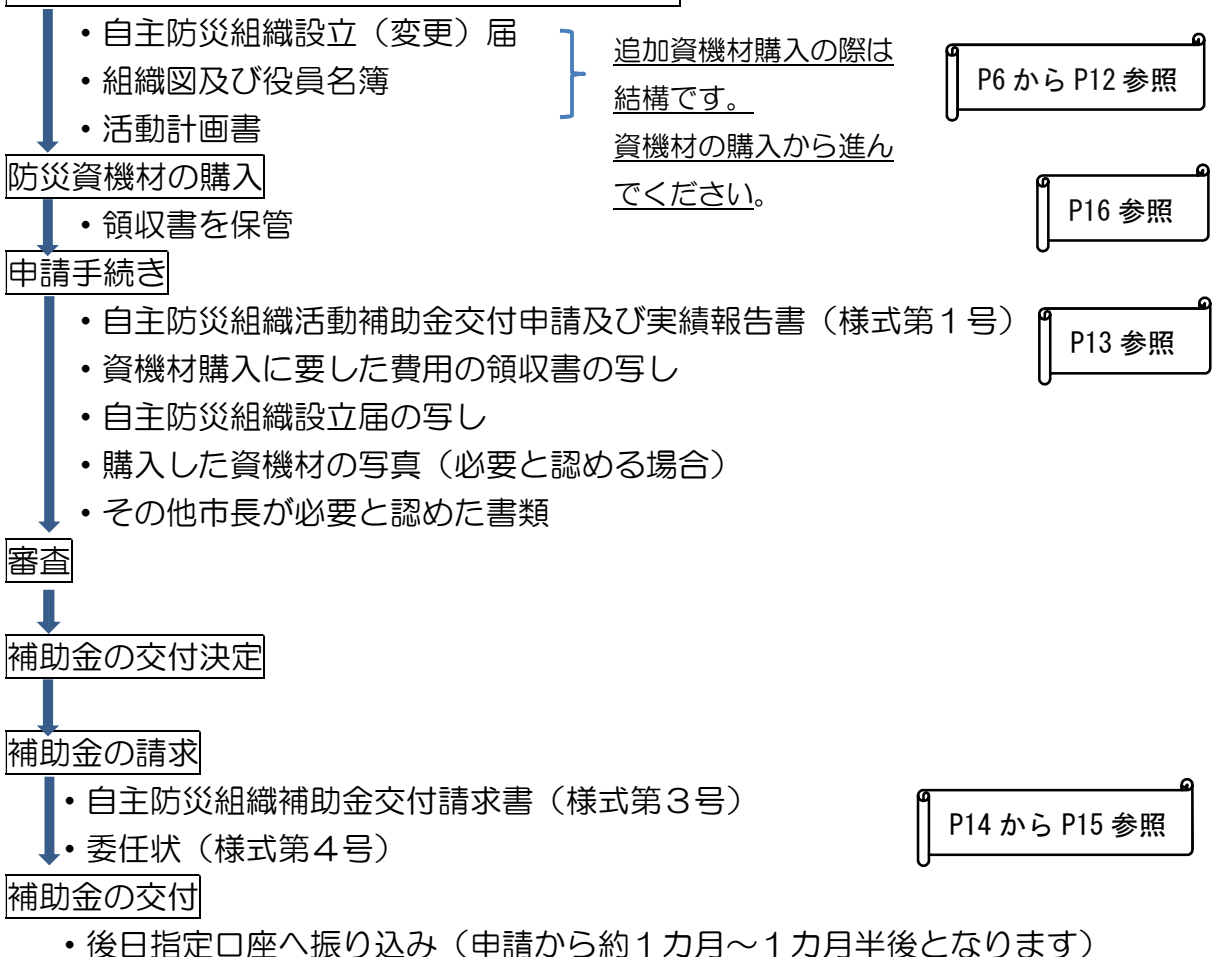 ・自主防災組織設立（変更）届
・組織図及び役員名簿
・活動計画書
追加資機材購入の際は
結構です。
資機材の購入から進ん
でください。
P6 から P12 参照
防災資機材の購入
・領収書を保管
P16 参照
申請手続き
・自主防災組織活動補助金交付申請及び実績報告書（様式第１号）
P13 参照
・資機材購入に要した費用の領収書の写し
・自主防災組織設立届の写し
・購入した資機材の写真（必要と認める場合）
・その他市長が必要と認めた書類
審査
補助金の交付決定
補助金の請求
・自主防災組織補助金交付請求書（様式第３号）
・委任状（様式第４号）
P14 から P15 参照
補助金の交付
・後日指定口座へ振り込み（申請から約１カ月～１カ月半後となります）